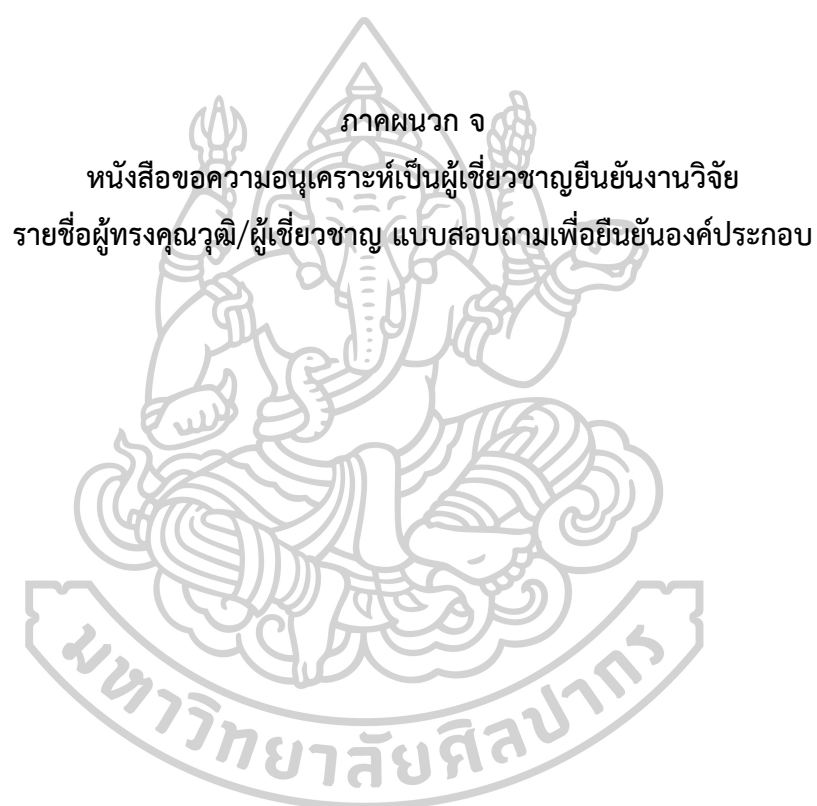 ภาคผนวก จ
หนังสือขอความอนุเคราะห์เป็นผู้เชี่ยวชาญยืนยันงานวิจัย
รายชื่อผู้ทรงคุณวุฒิ/ผู้เชี่ยวชาญ แบบสอบถามเพื่อยืนยันองค์ประกอบ
มหาวิทยาลัยศิลปากร